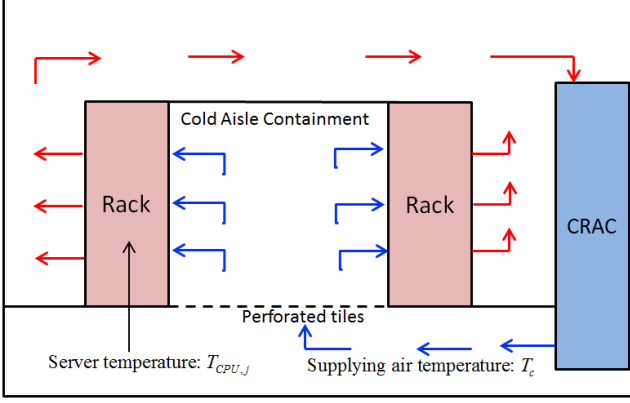 Cold Aisle Containment
Rack
Rack
CRAC
Perforated tiles
Server temperature: T_{CPU,j}
Supplying air temperature: T_c